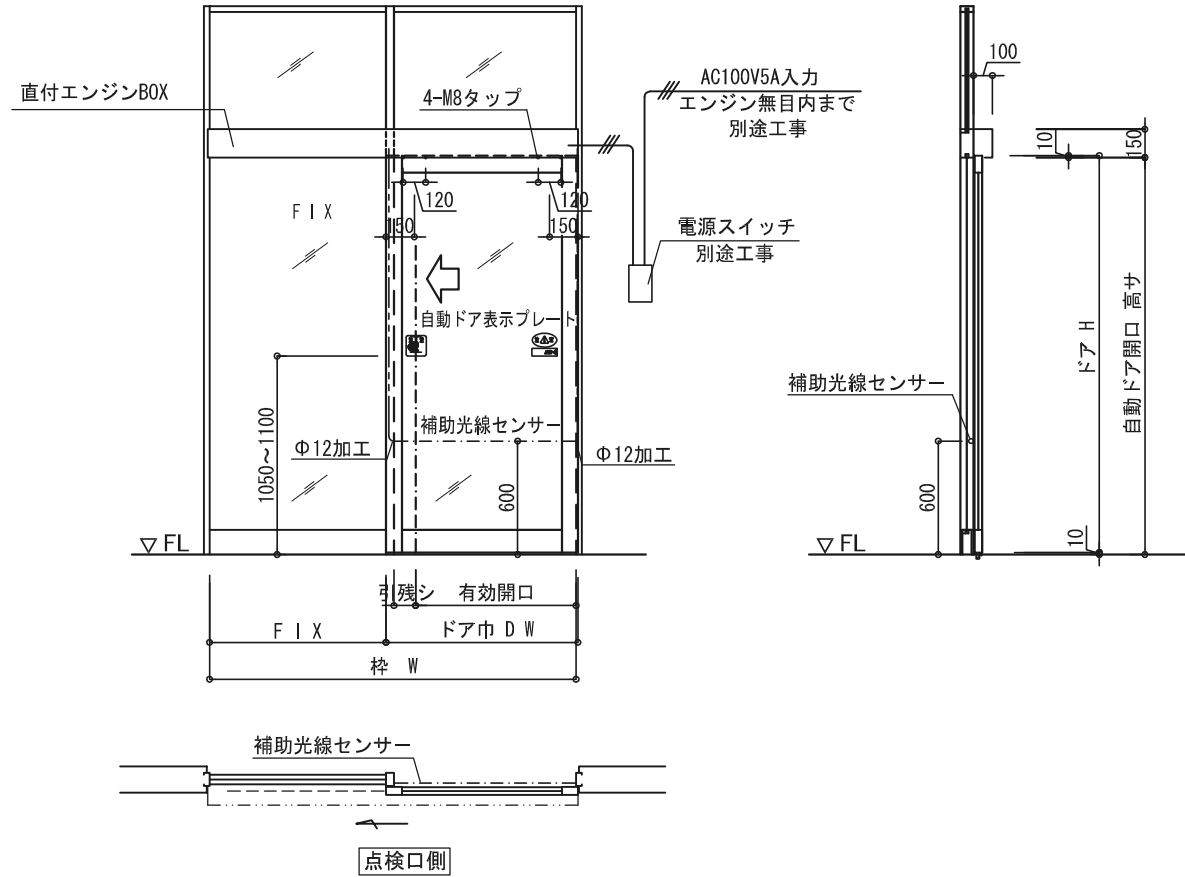 直付エンジンBOX
4-M8タップ
AC100V5A入力
エンジン無目内まで
別途工事
100
10
150
FIX
120
120
150
150
電源スイッチ
別途工事
自動ドア表示プレート
ドア H
自動ドア開口 高サ
補助光線センサー
1050~1100
Φ12加工
補助光線センサー
Φ12加工
600
600
10
▽FL
▽FL
引残シ
有効開口
FIX
ドア巾DW
枠 W
補助光線センサー
点検口側